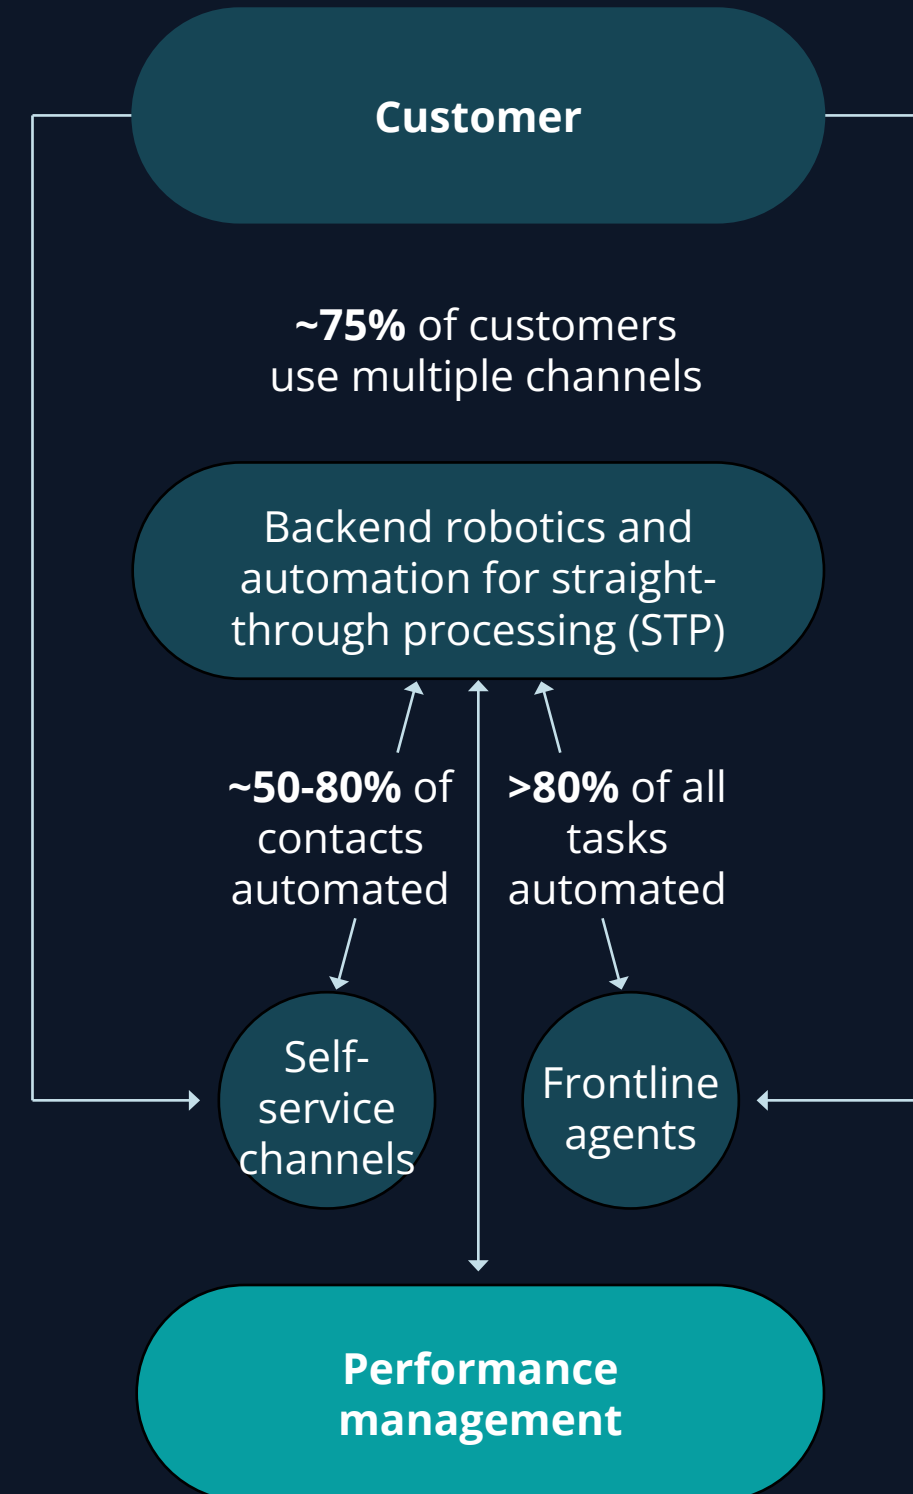 Customer
~75% of customers
use multiple channels
Backend robotics and
automation for straight-
through processing (STP)
~50-80% of
contacts
automated
>80% of all
tasks
automated
Self-
service
channels
Frontline
agents
Performance
management